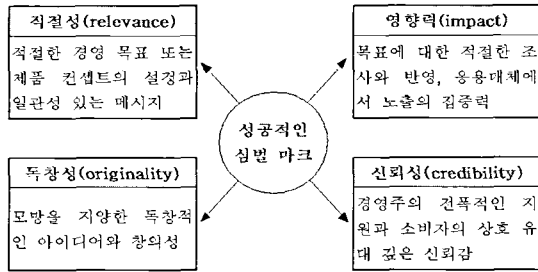 적절성(relevance)
적절한 경영 목표 또는
제품 컨셉트의 설정과
일관성 있는 메시지
영향력(impact)
목표에 대한 적절한 조
사와 반영, 응용매체에
서 노출의 집중력
성공적인
심벌 마크
독창성(originality)
모방을 지양한 독창적
인 아이디어와 창의성
신뢰성(credibility)
경영주의 전폭적인 지
원과 소비자의 상호 유
대 깊은 신뢰감